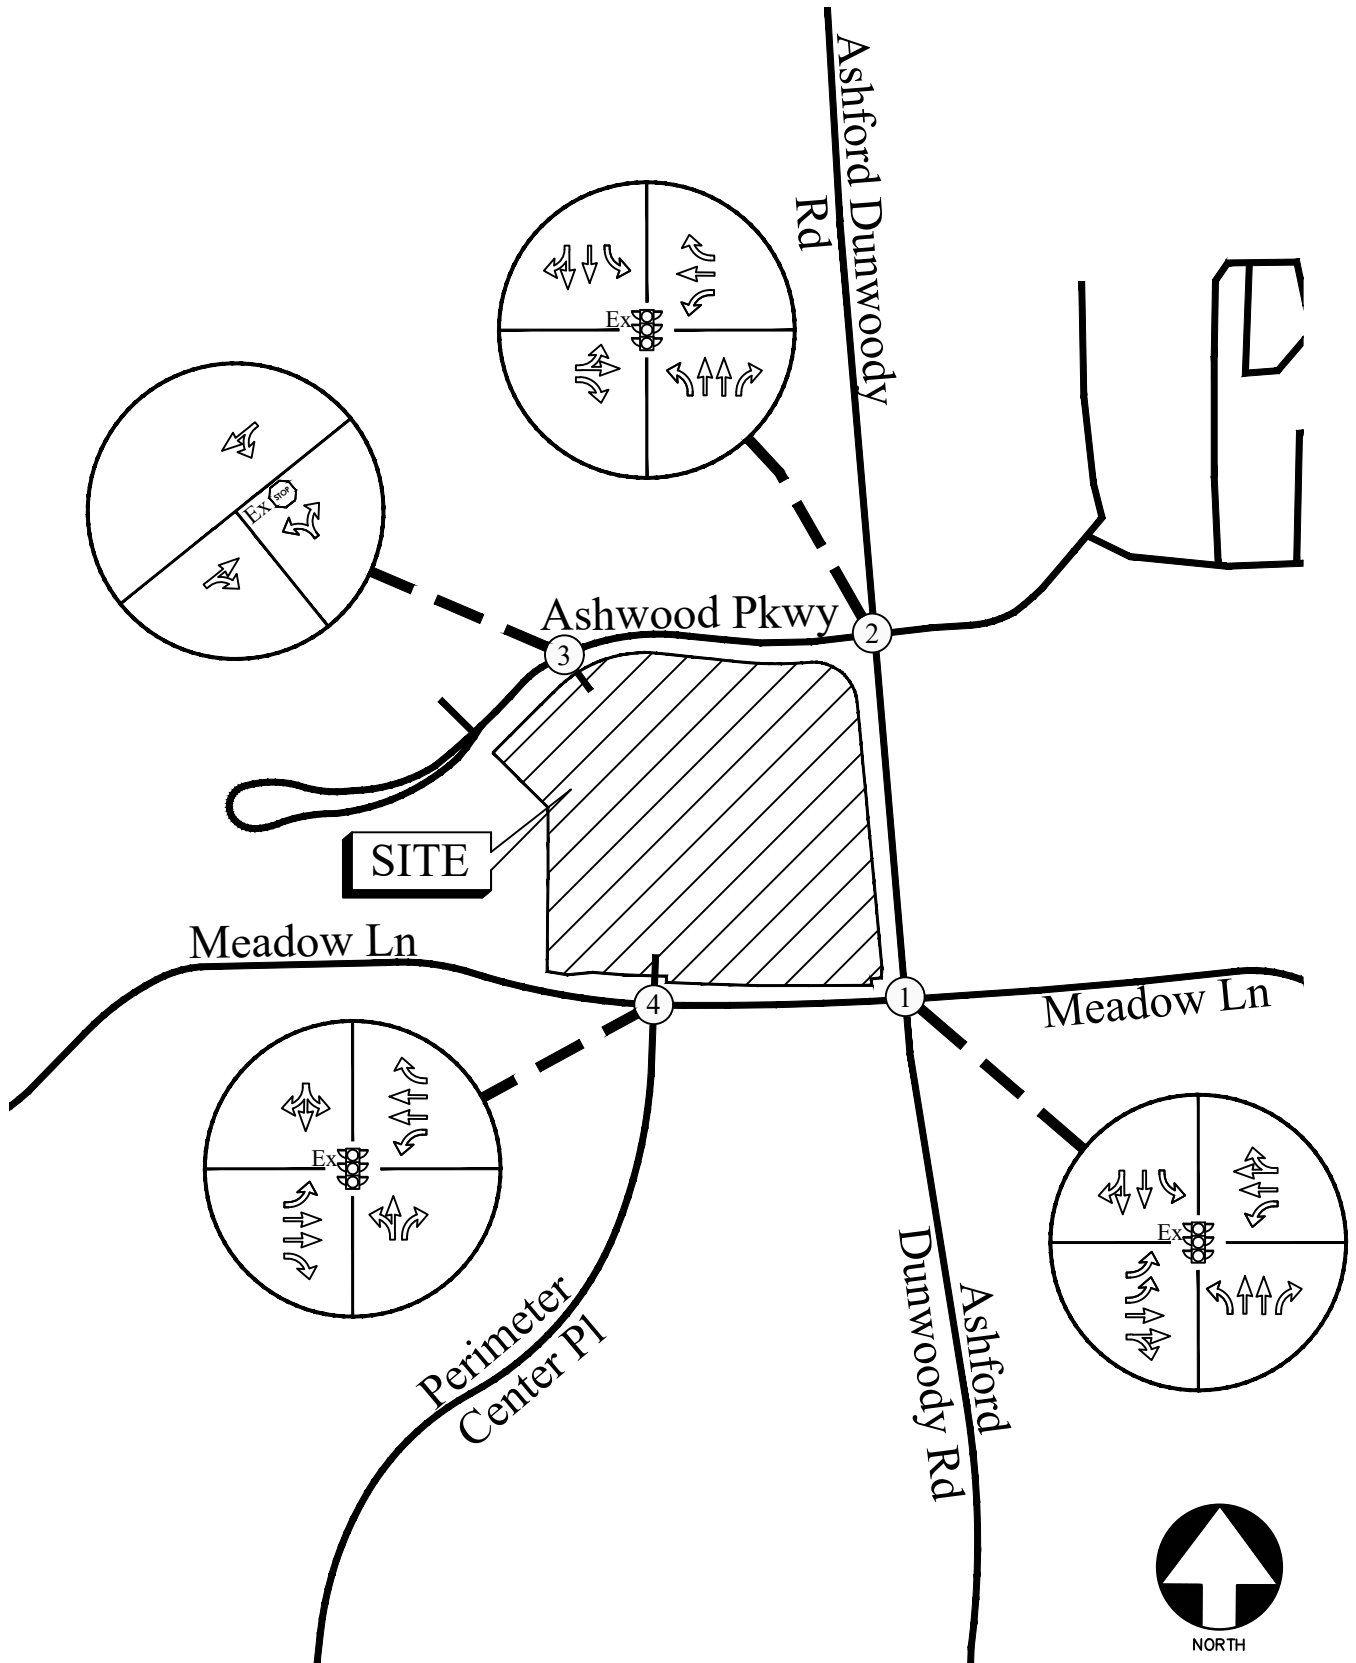 Ashford Dunwoody
Rd
Ex
STOP
Ex
Ashwood Pkwy
2
3
SITE
Meadow Ln
4
1
Meadow Ln
Ex
Ex
Perimeter
Center Pl
Ashford
Dunwoody Rd
NORTH